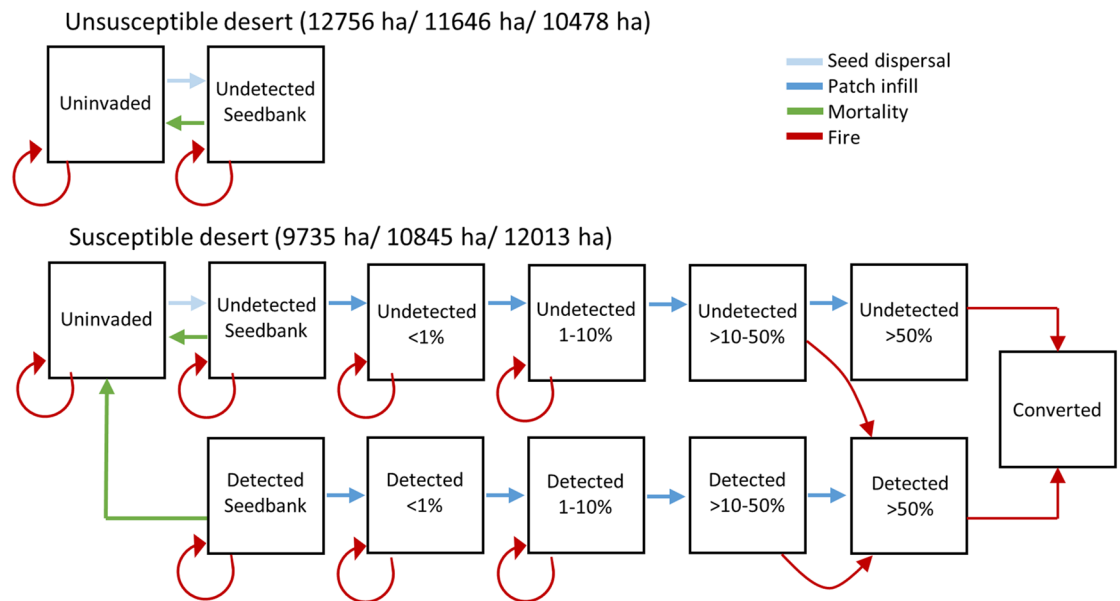 Unsusceptible desert (12756 ha/ 11646 ha/ 10478 ha)
Uninvaded
Undetected
Seedbank
Seed dispersal
Patch infill
Mortality
Fire
Susceptible desert (9735 ha/ 10845 ha/ 12013 ha)
Uninvaded
Undetected
Seedbank
Undetected
<1%
Undetected
1-10%
Undetected
>10-50%
Undetected
>50%
Converted
Detected
Seedbank
Detected
<1%
Detected
1-10%
Detected
>10-50%
Detected
>50%